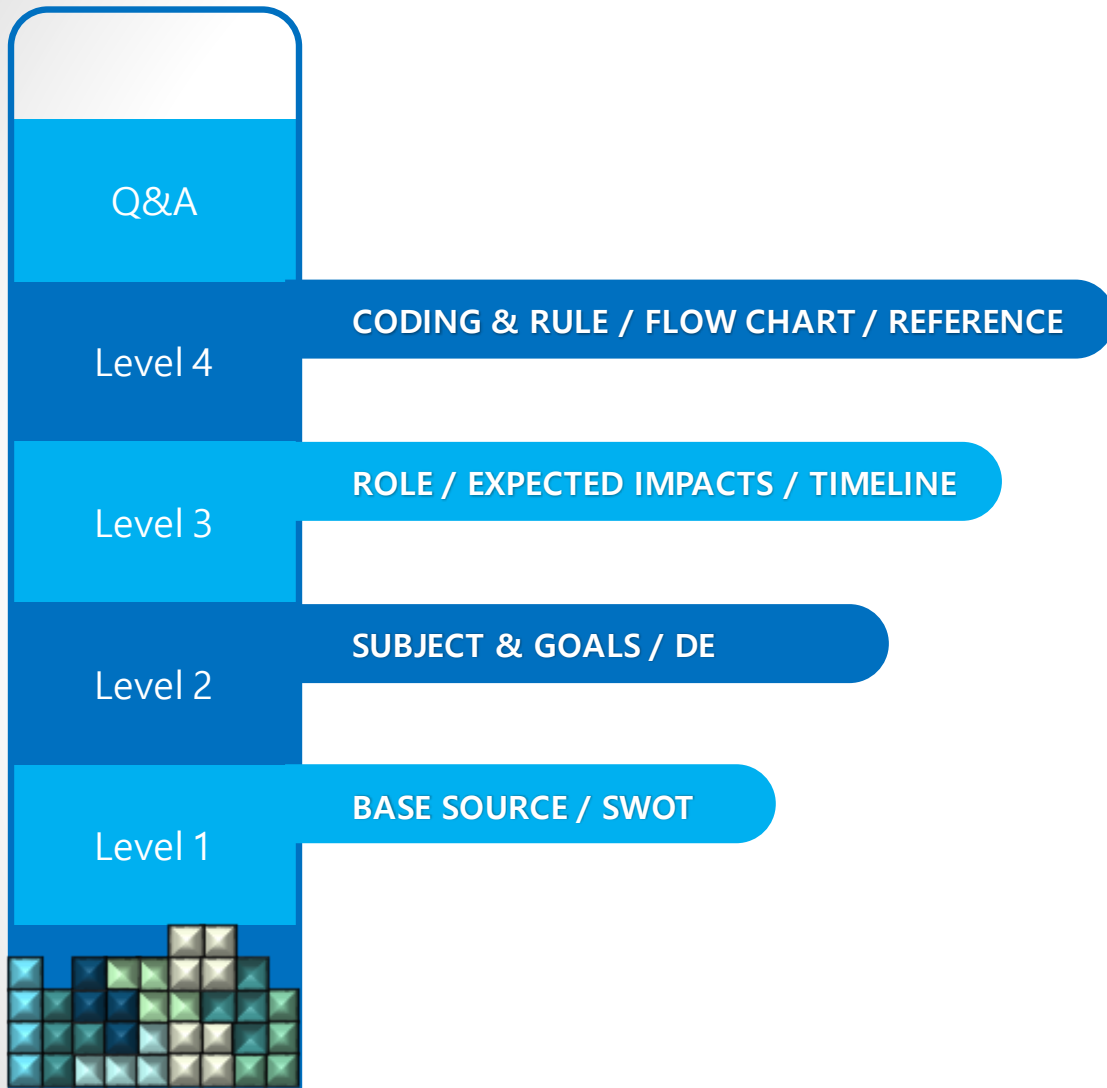 Q&A
CODING & RULE / FLOW CHART / REFERENCE
Level 4
ROLE / EXPECTED IMPACTS / TIMELINE
Level 3
SUBJECT & GOALS / DE
Level 2
BASE SOURCE / SWOT
Level 1